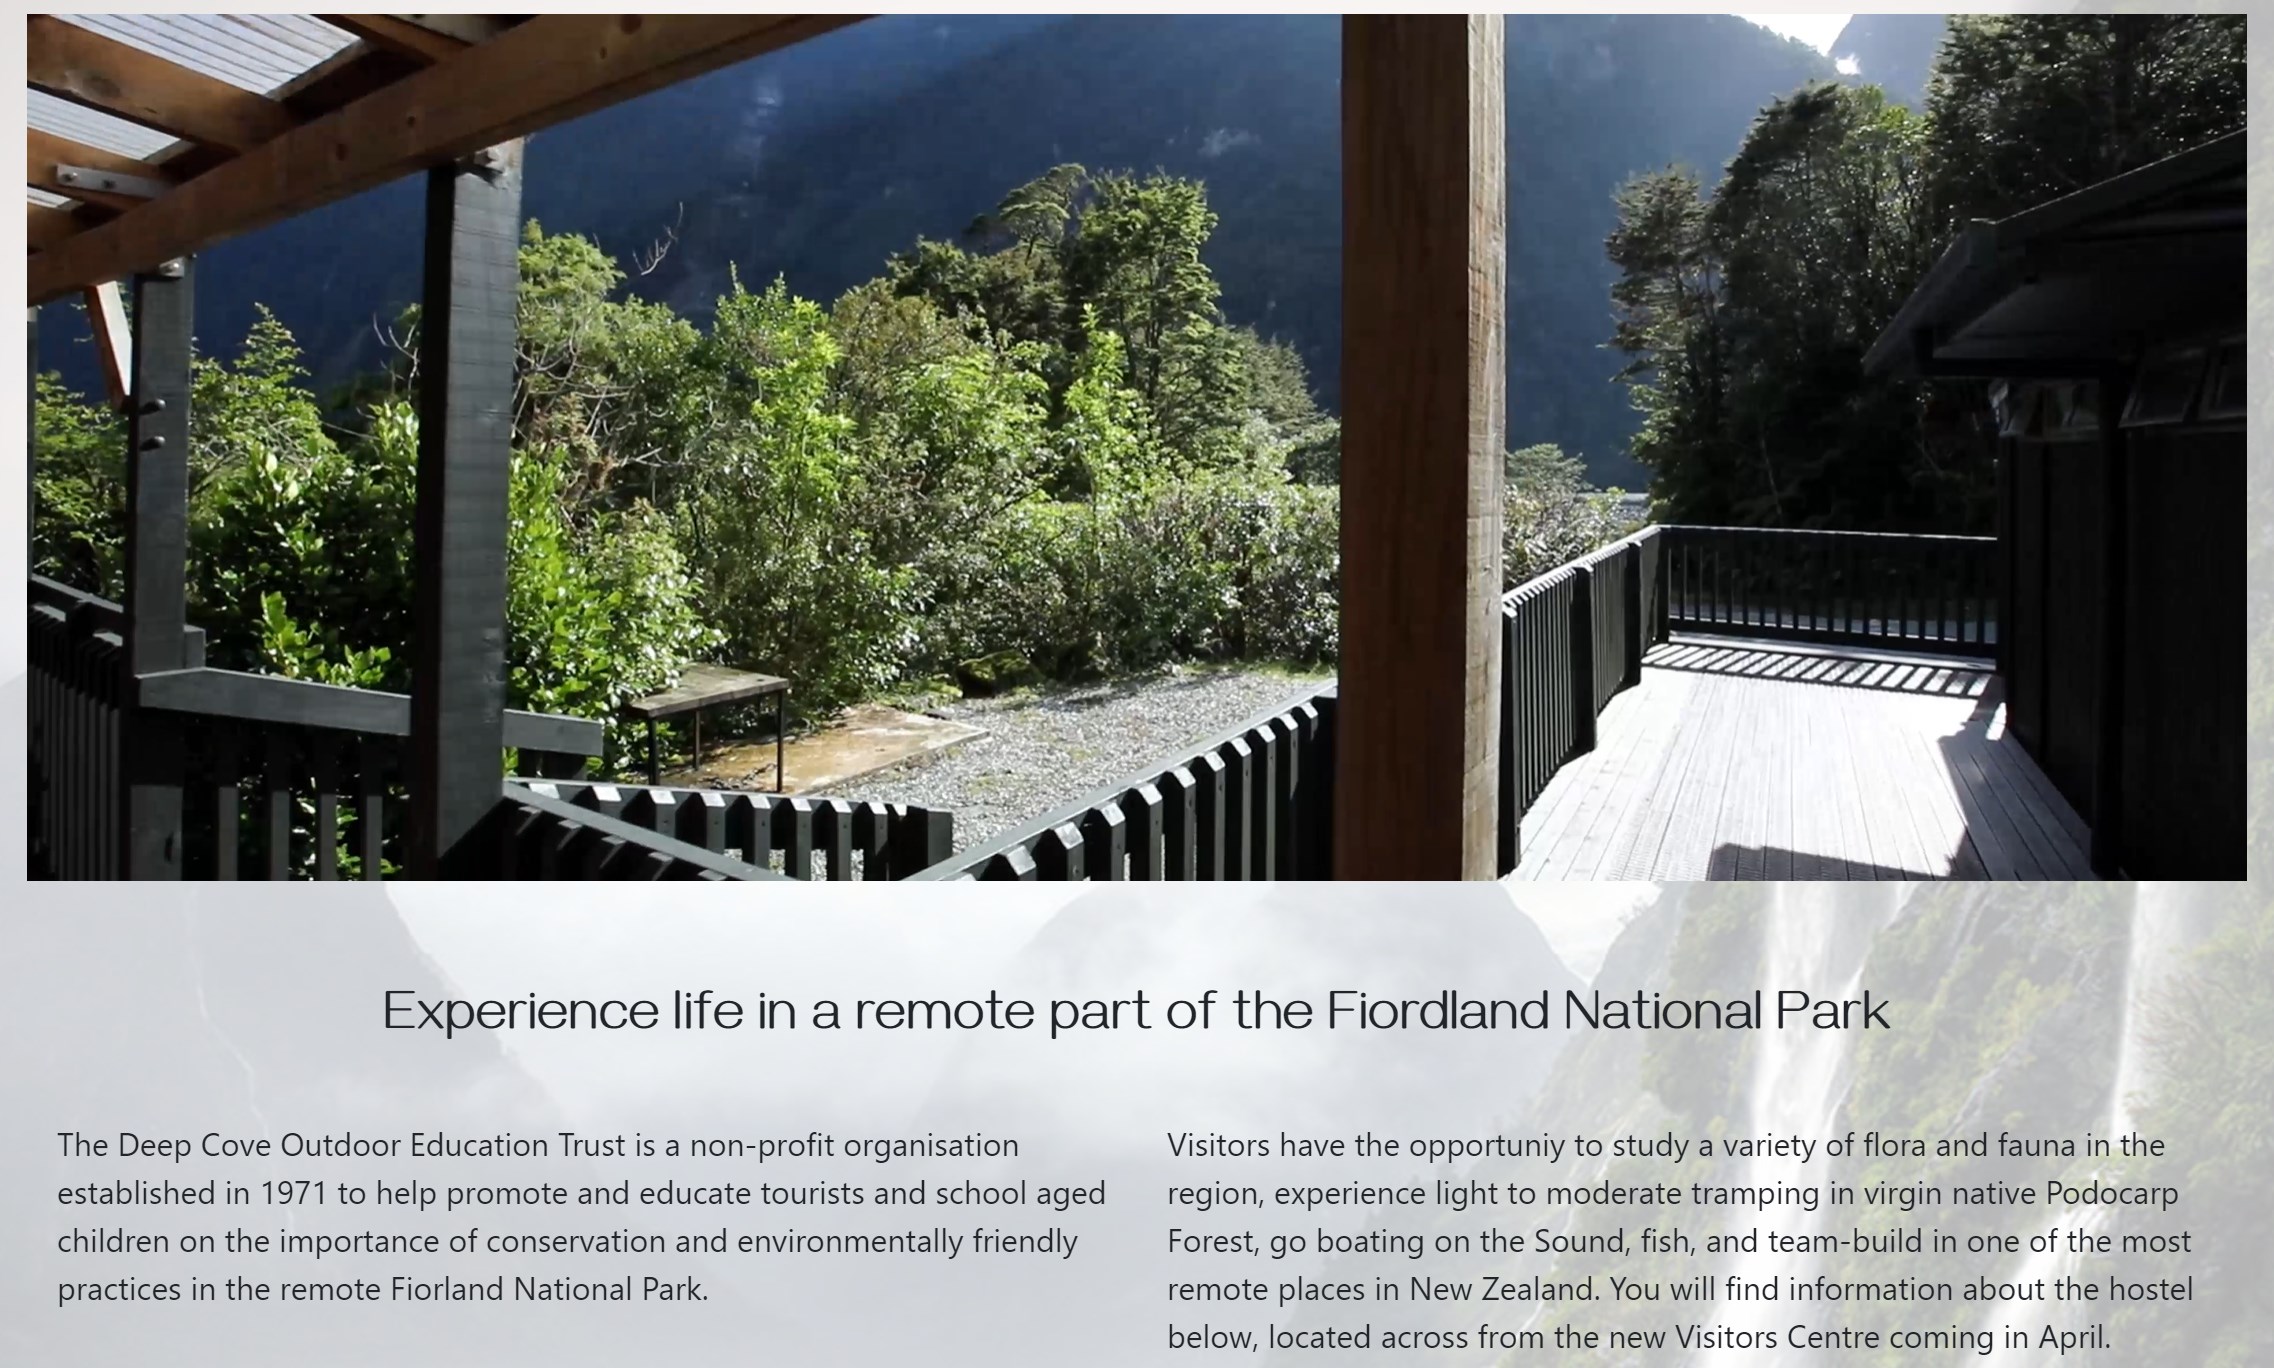 Experience life in a remote part of the Fiordland National Park
The Deep Cove Outdoor Education Trust is a non-profit organisation
established in 1971 to help promote and educate tourists and school aged
children on the importance of conservation and environmentally friendly
practices in the remote Fiorland National Park.
Visitors have the opportuniy to study a variety of flora and fauna in the
region, experience light to moderate tramping in virgin native Podocarp
Forest, go boating on the Sound, fish, and team-build in one of the most
remote places in New Zealand. You will find information about the hostel
below, located across from the new Visitors Centre coming in April.